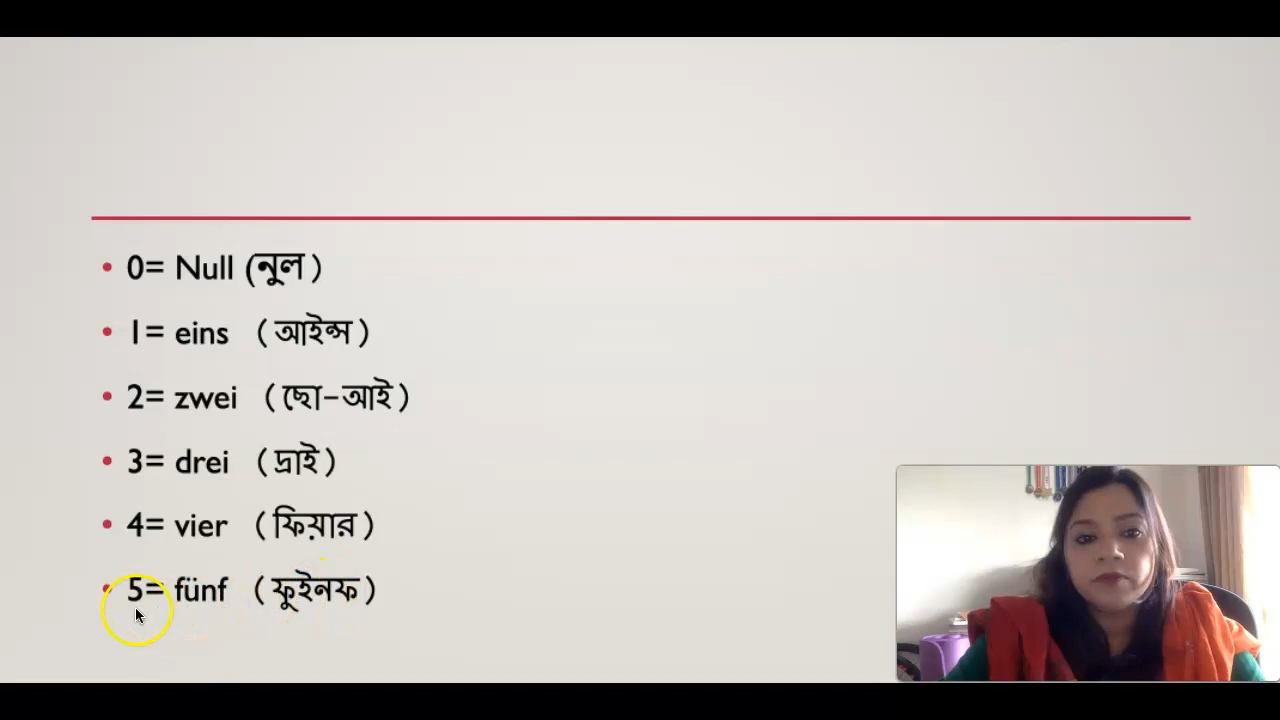 • 0= Null (নুল )
• 1= eins ( আইন্স )
• 2= zwei ( ছো–আই )
• 3= drei ( দ্রাই )
• 4= vier ( ফিয়ার )
• 5= fünf ( ফুইনফ )